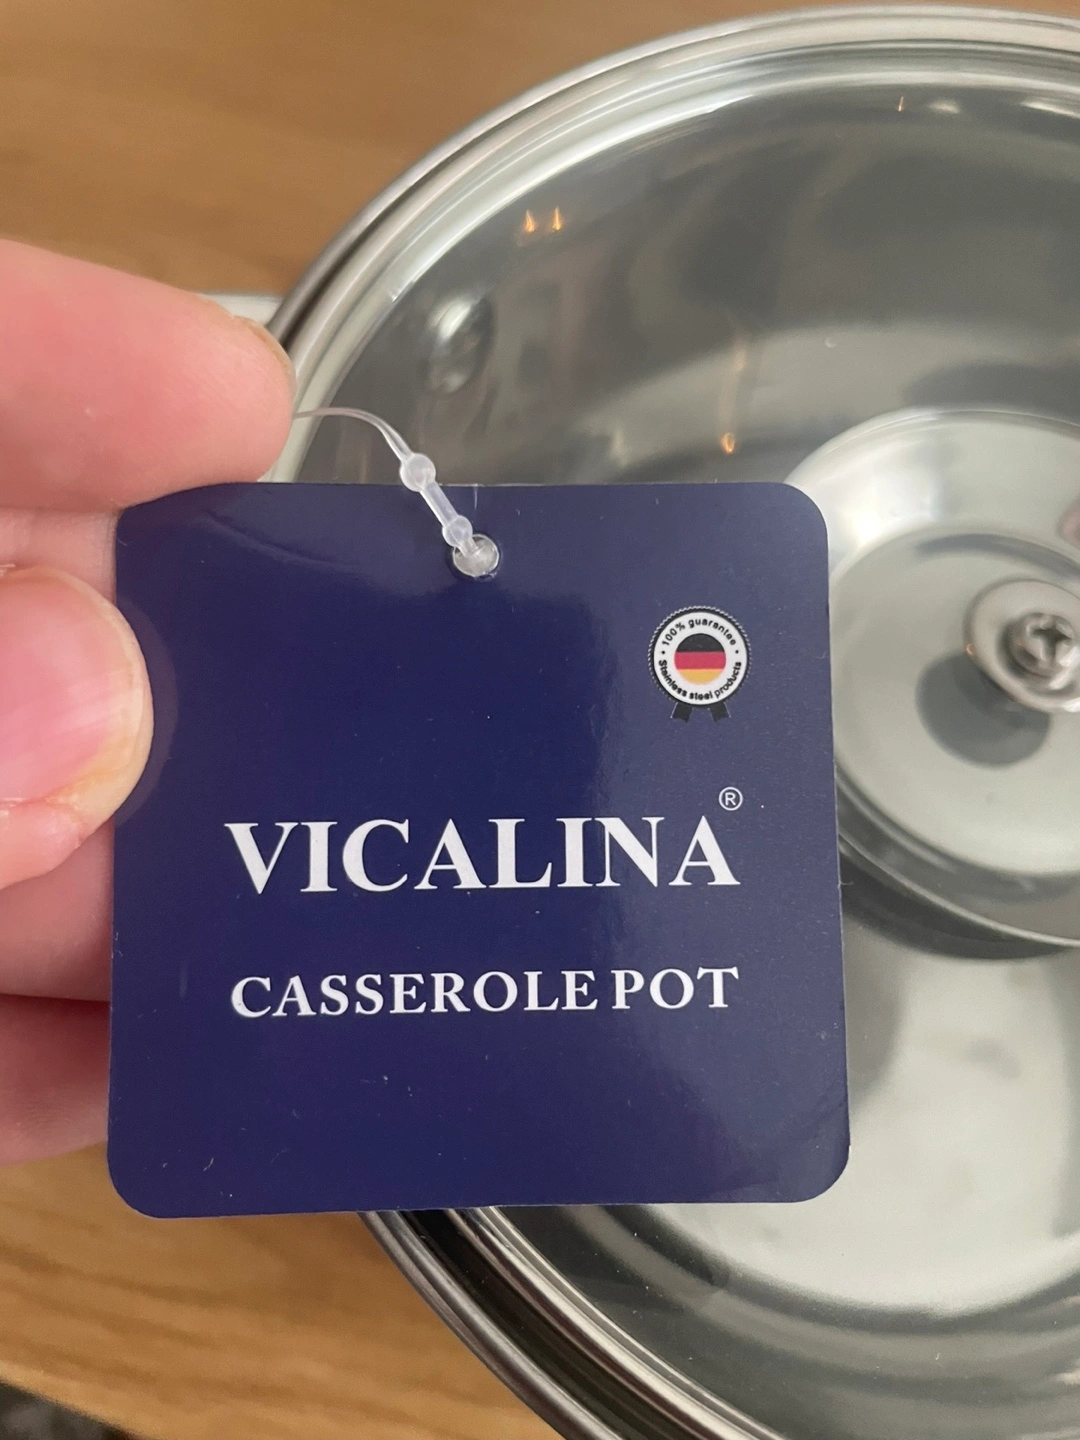 100% guarantee
Stainless steel products
VICALINA®
CASSEROLE POT